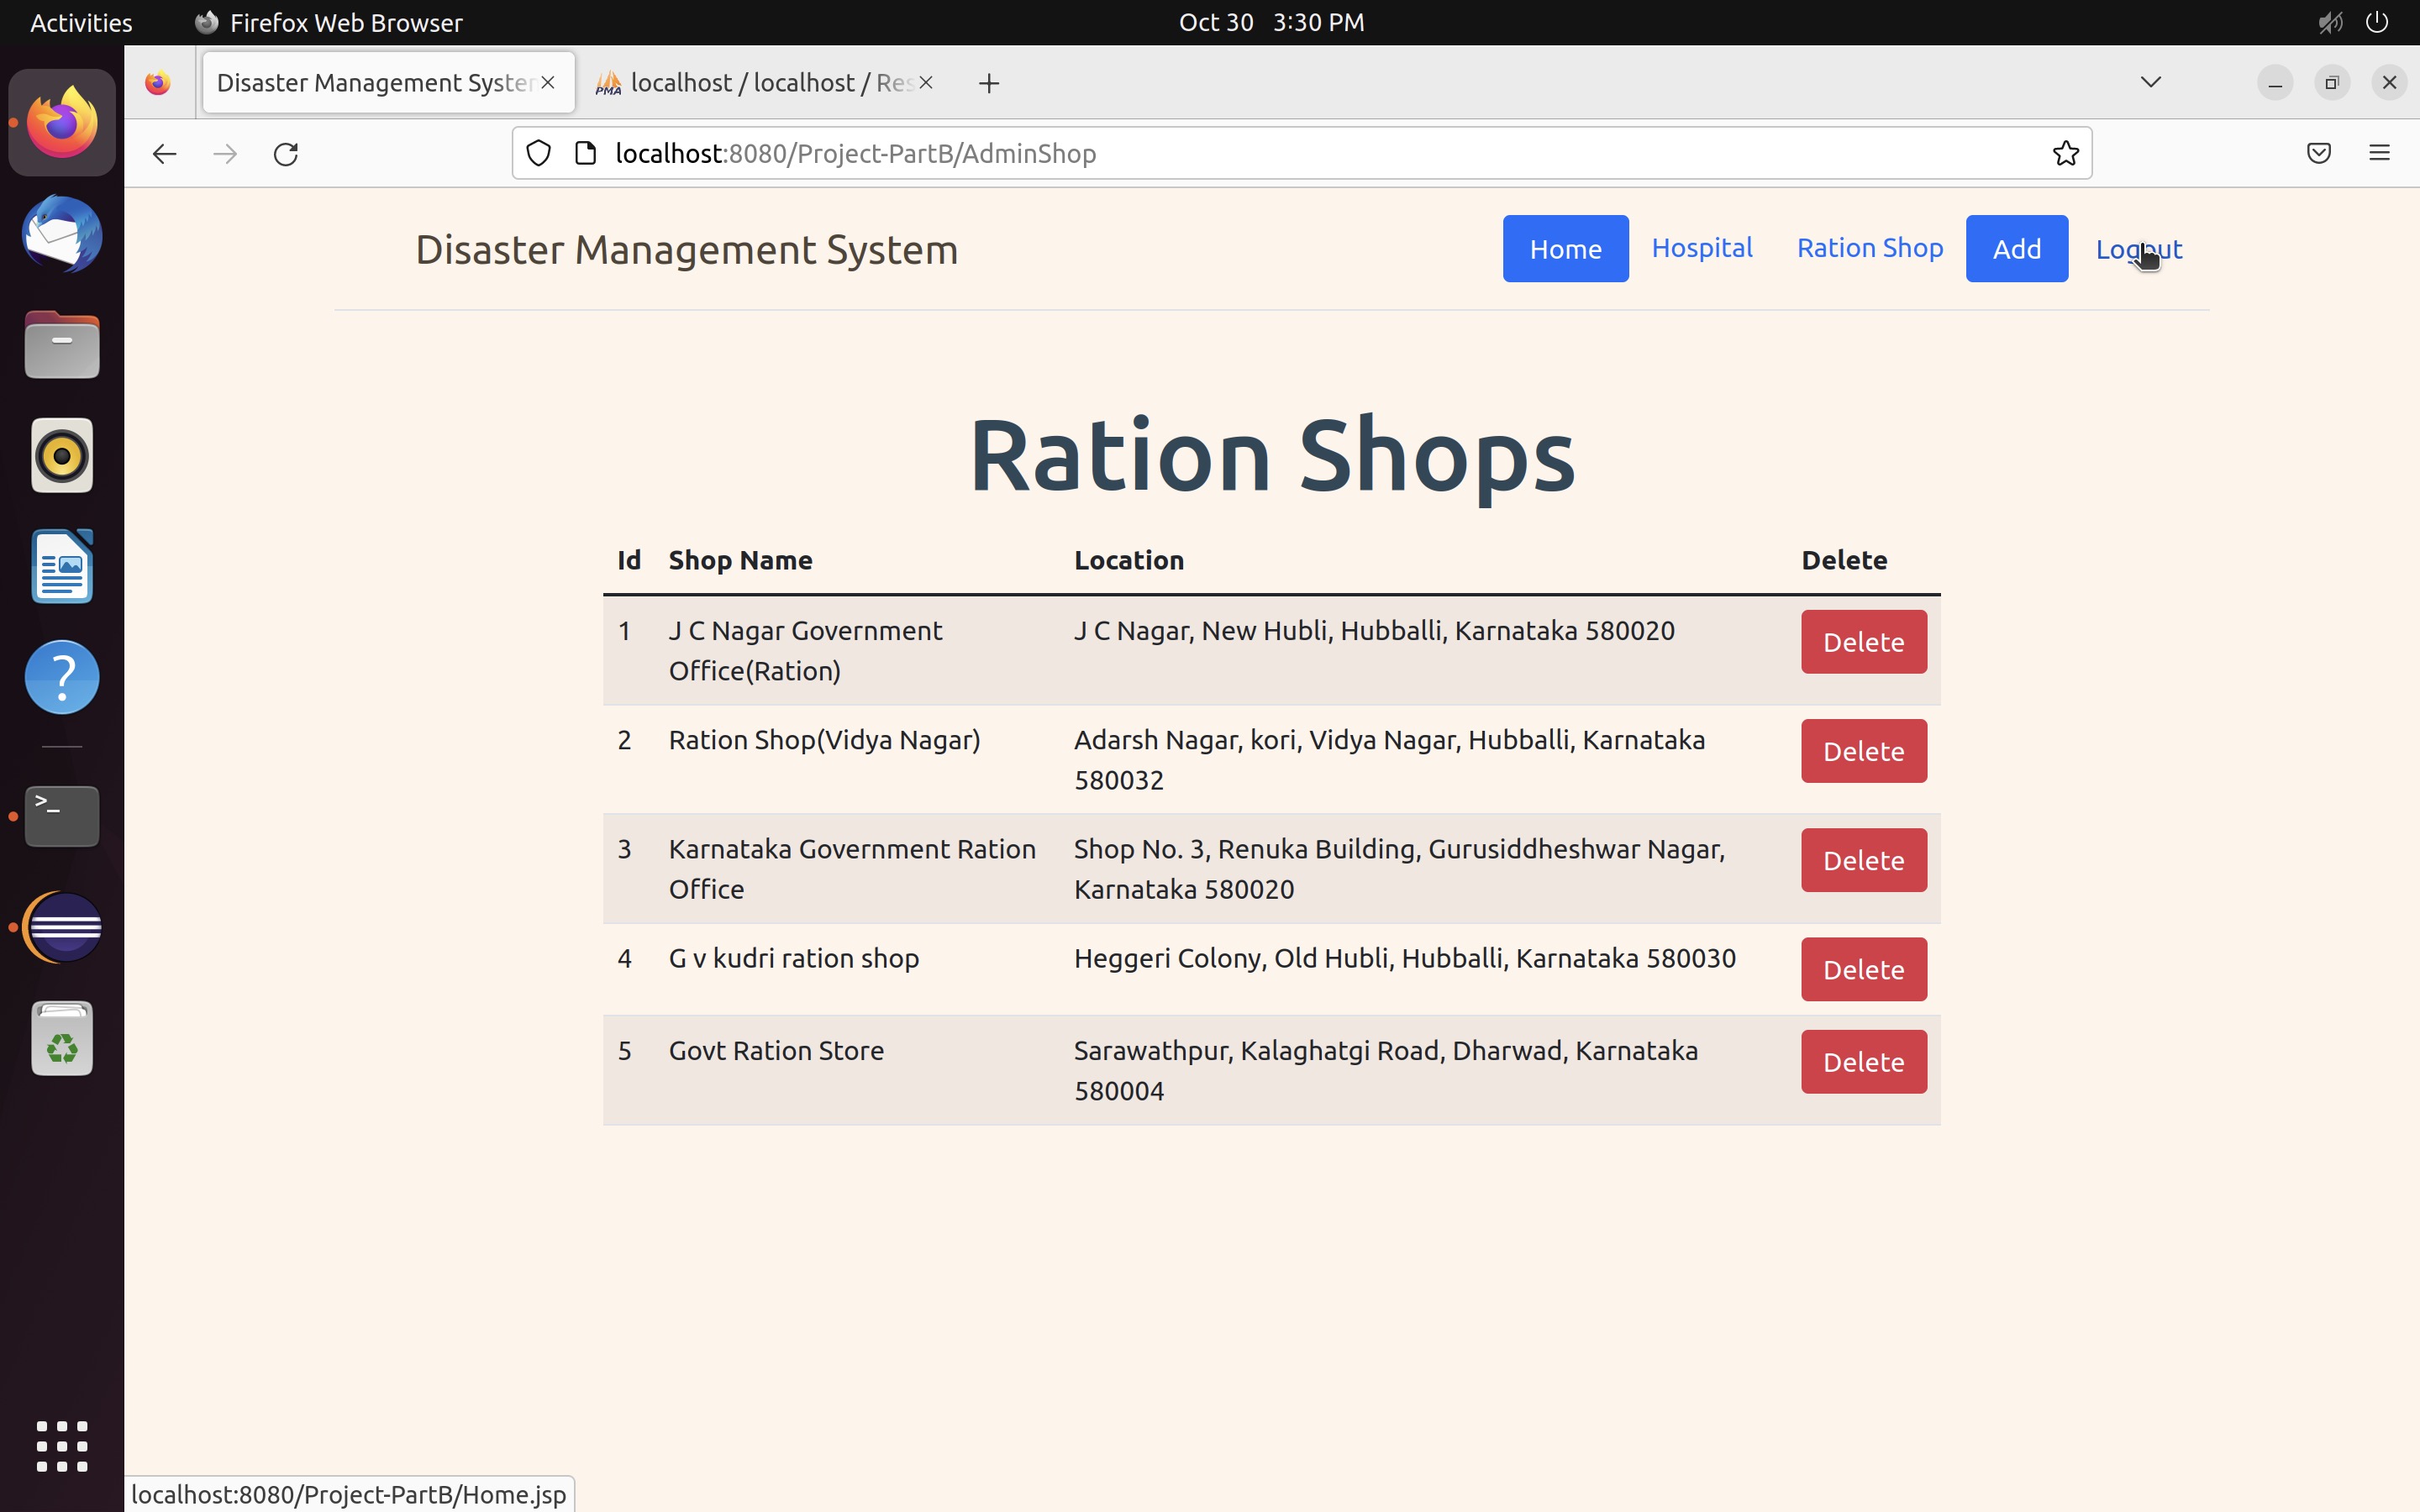 Activities Firefox Web Browser Oct 30 3:30 PM
Disaster Management System localhost / localhost / Res
localhost:8080/Project-PartB/AdminShop
Disaster Management System Home Hospital Ration Shop Add Logout
Ration Shops
Id Shop Name Location Delete
1 J C Nagar Government J C Nagar, New Hubli, Hubballi, Karnataka 580020 Delete
Office(Ration)
2 Ration Shop(Vidya Nagar) Adarsh Nagar, kori, Vidya Nagar, Hubballi, Karnataka Delete
580032
3 Karnataka Government Ration Shop No. 3, Renuka Building, Gurusiddheshwar Nagar, Delete
Office Karnataka 580020
4 G v kudri ration shop Heggeri Colony, Old Hubli, Hubballi, Karnataka 580030 Delete
5 Govt Ration Store Sarawathpur, Kalaghatgi Road, Dharwad, Karnataka Delete
580004
localhost:8080/Project-PartB/Home.jsp
PMA
>_
?